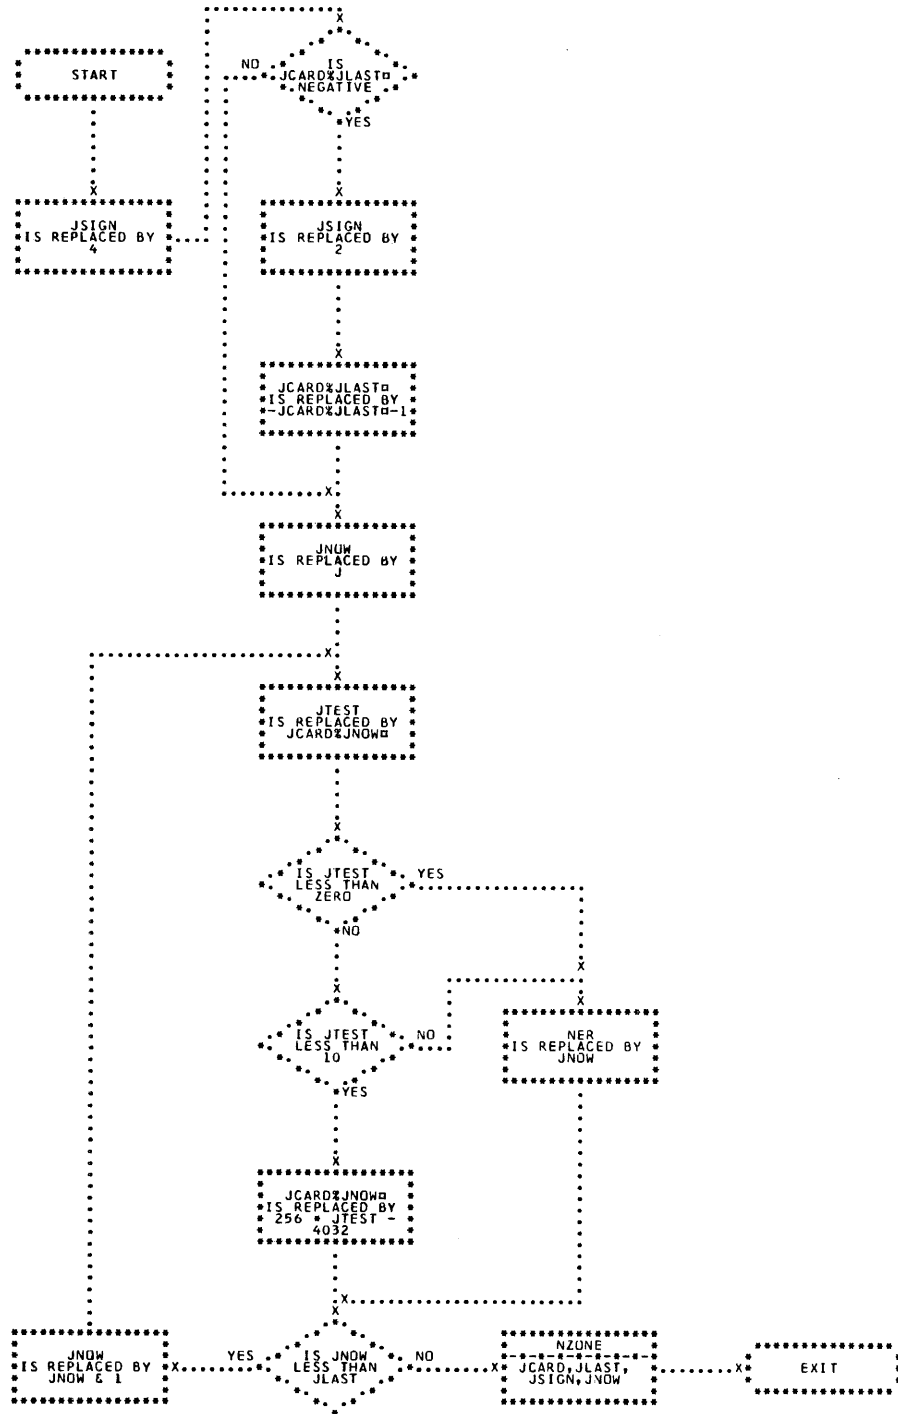 START
NO
IS
JCARD%JLAST¤
NEGATIVE
YES
JSIGN
IS REPLACED BY
4
JSIGN
IS REPLACED BY
2
JCARD%JLAST¤
IS REPLACED BY
-JCARD%JLAST¤-1
JNOW
IS REPLACED BY
J
JTEST
IS REPLACED BY
JCARD%JNOW¤
IS JTEST
LESS THAN
ZERO
YES
NO
IS JTEST
LESS THAN
10
NO
YES
NER
IS REPLACED BY
JNOW
JCARD%JNOW¤
IS REPLACED BY
256 * JTEST -
4032
JNOW
IS REPLACED BY
JNOW & 1
YES
IS JNOW
LESS THAN
JLAST
NO
NZONE
JCARD,JLAST,
JSIGN,JNOW
EXIT